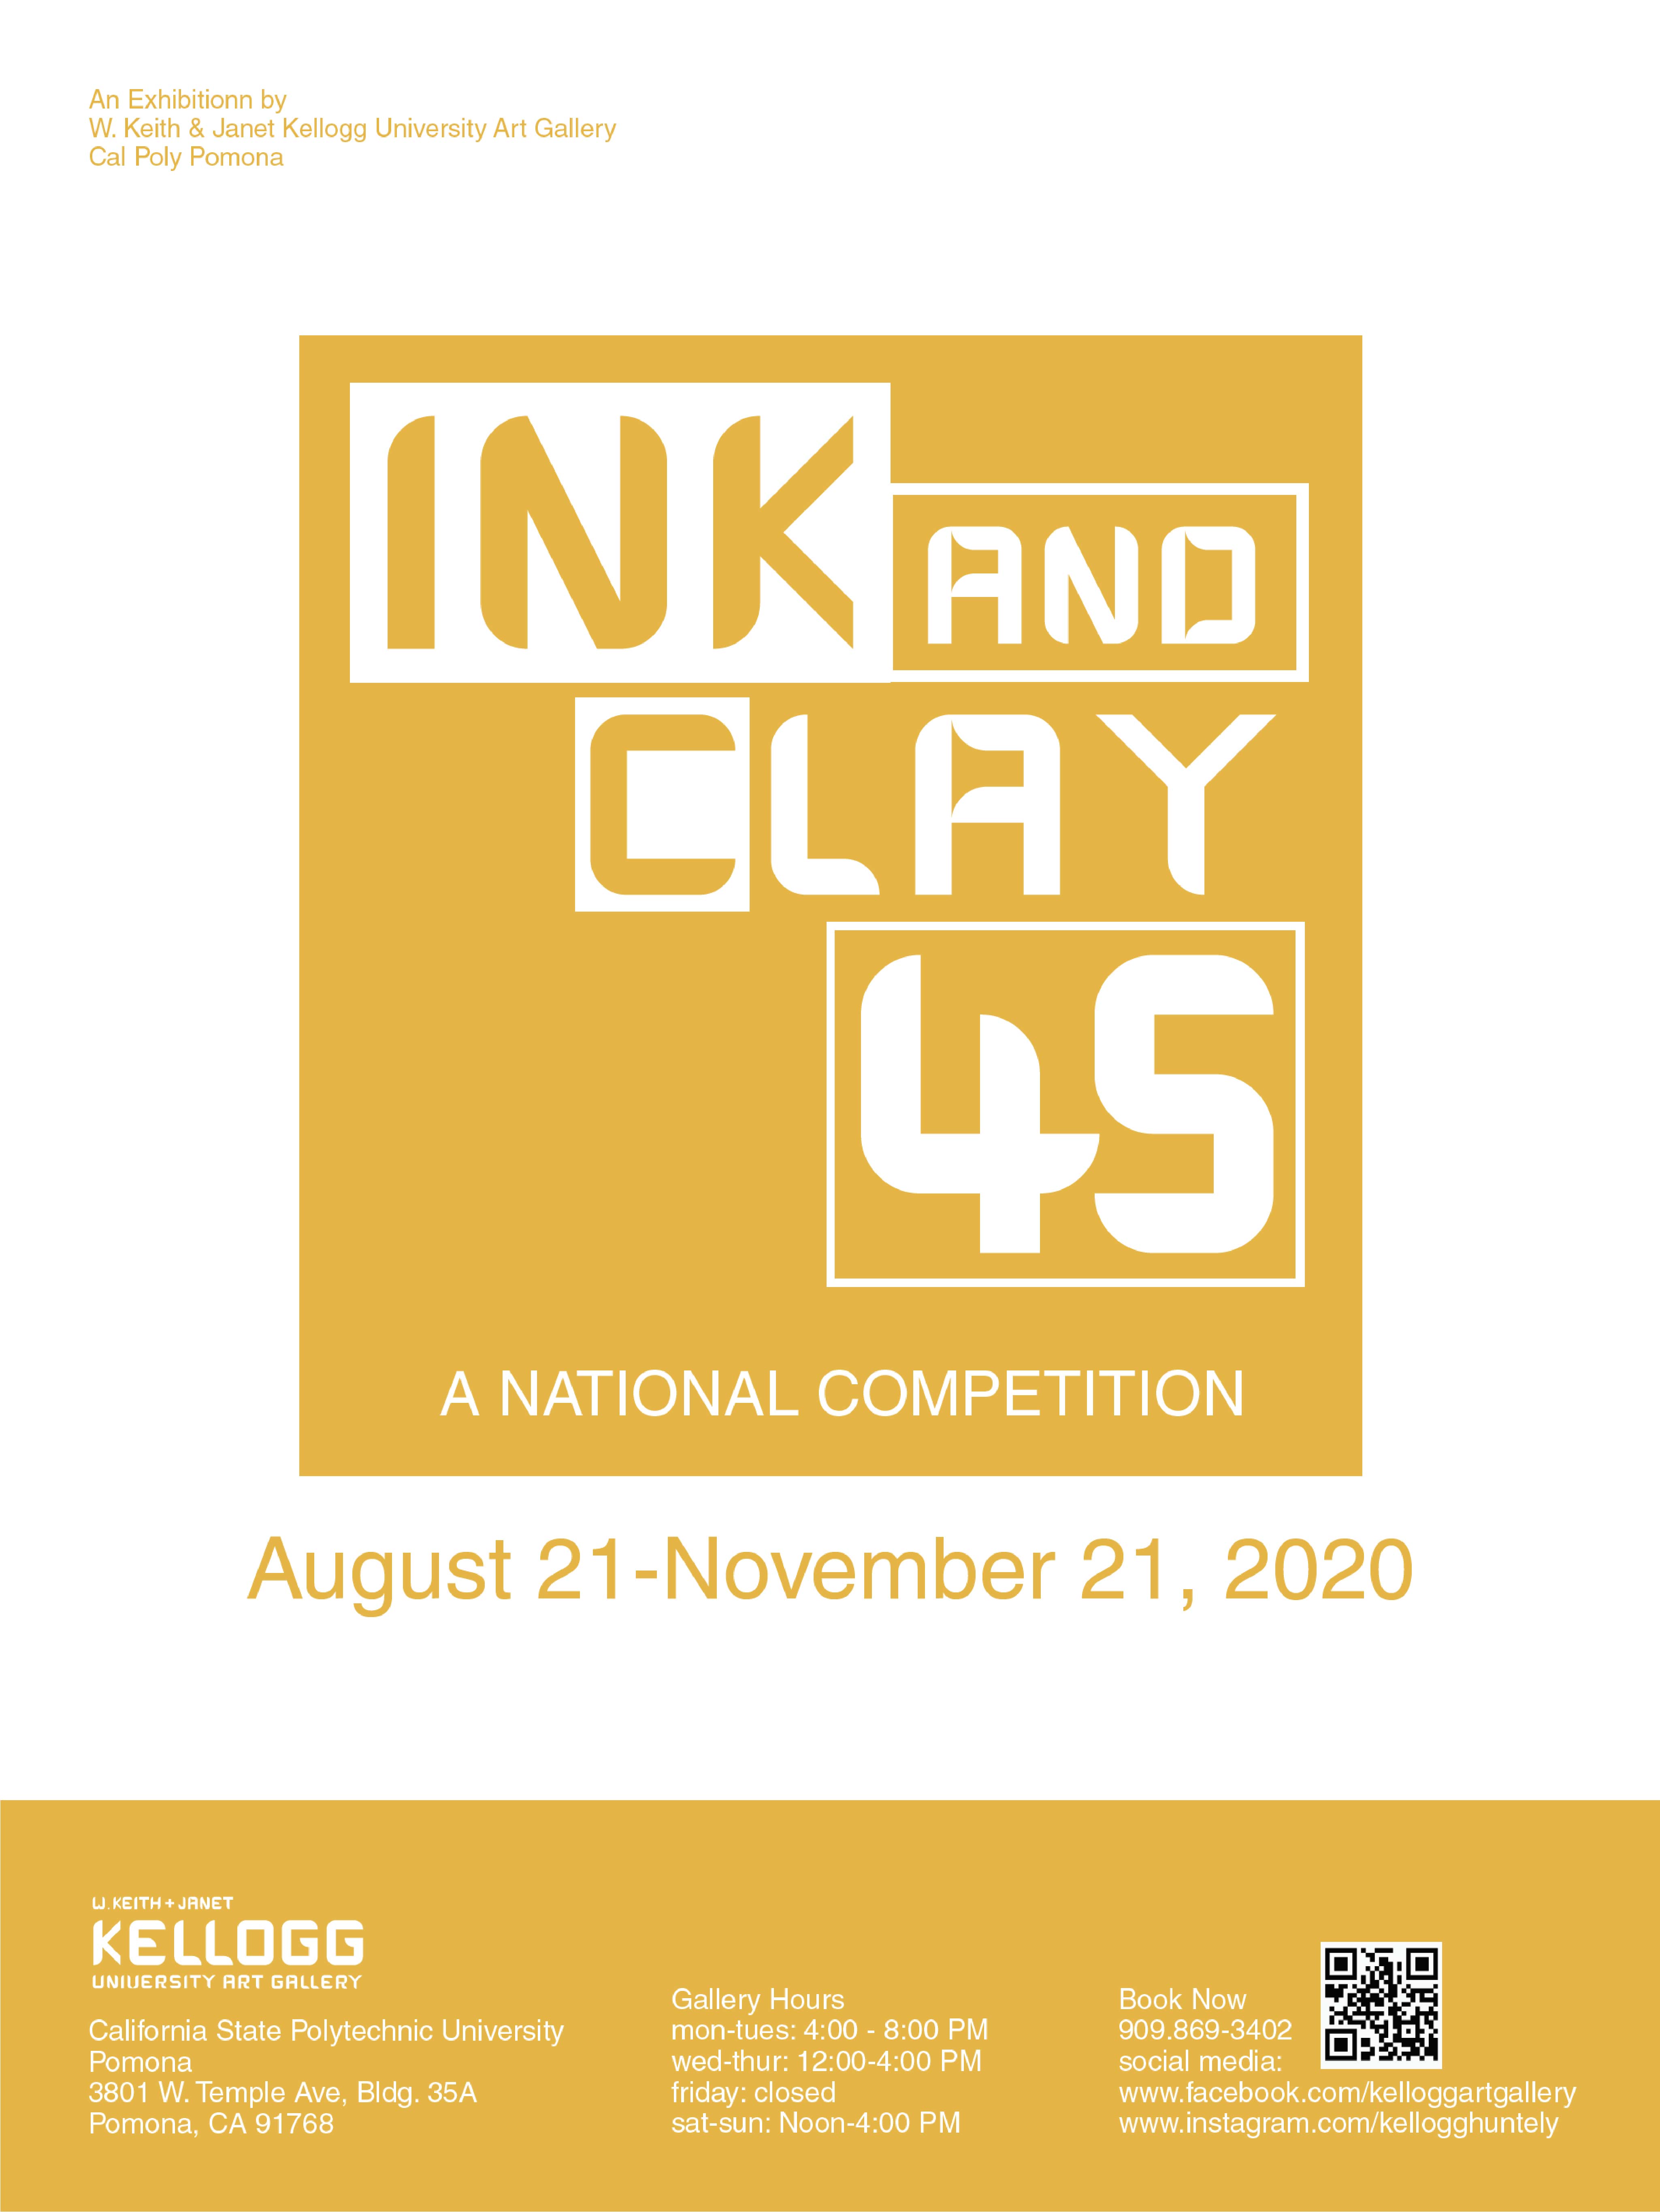 An Exhibitionn by
W. Keith & Janet Kellogg University Art Gallery
Cal Poly Pomona
INK AND
CLAY
45
A NATIONAL COMPETITION
August 21-November 21, 2020
W. KEITH + JANET
KELLOGG
UNIVERSITY ART GALLERY
California State Polytechnic University
Pomona
3801 W. Temple Ave, Bldg. 35A
Pomona, CA 91768
Gallery Hours
mon-tues: 4:00 - 8:00 PM
wed-thur: 12:00-4:00 PM
friday: closed
sat-sun: Noon-4:00 PM
Book Now
909.869-3402
social media:
www.facebook.com/kelloggartgallery
www.instagram.com/kellogghuntely